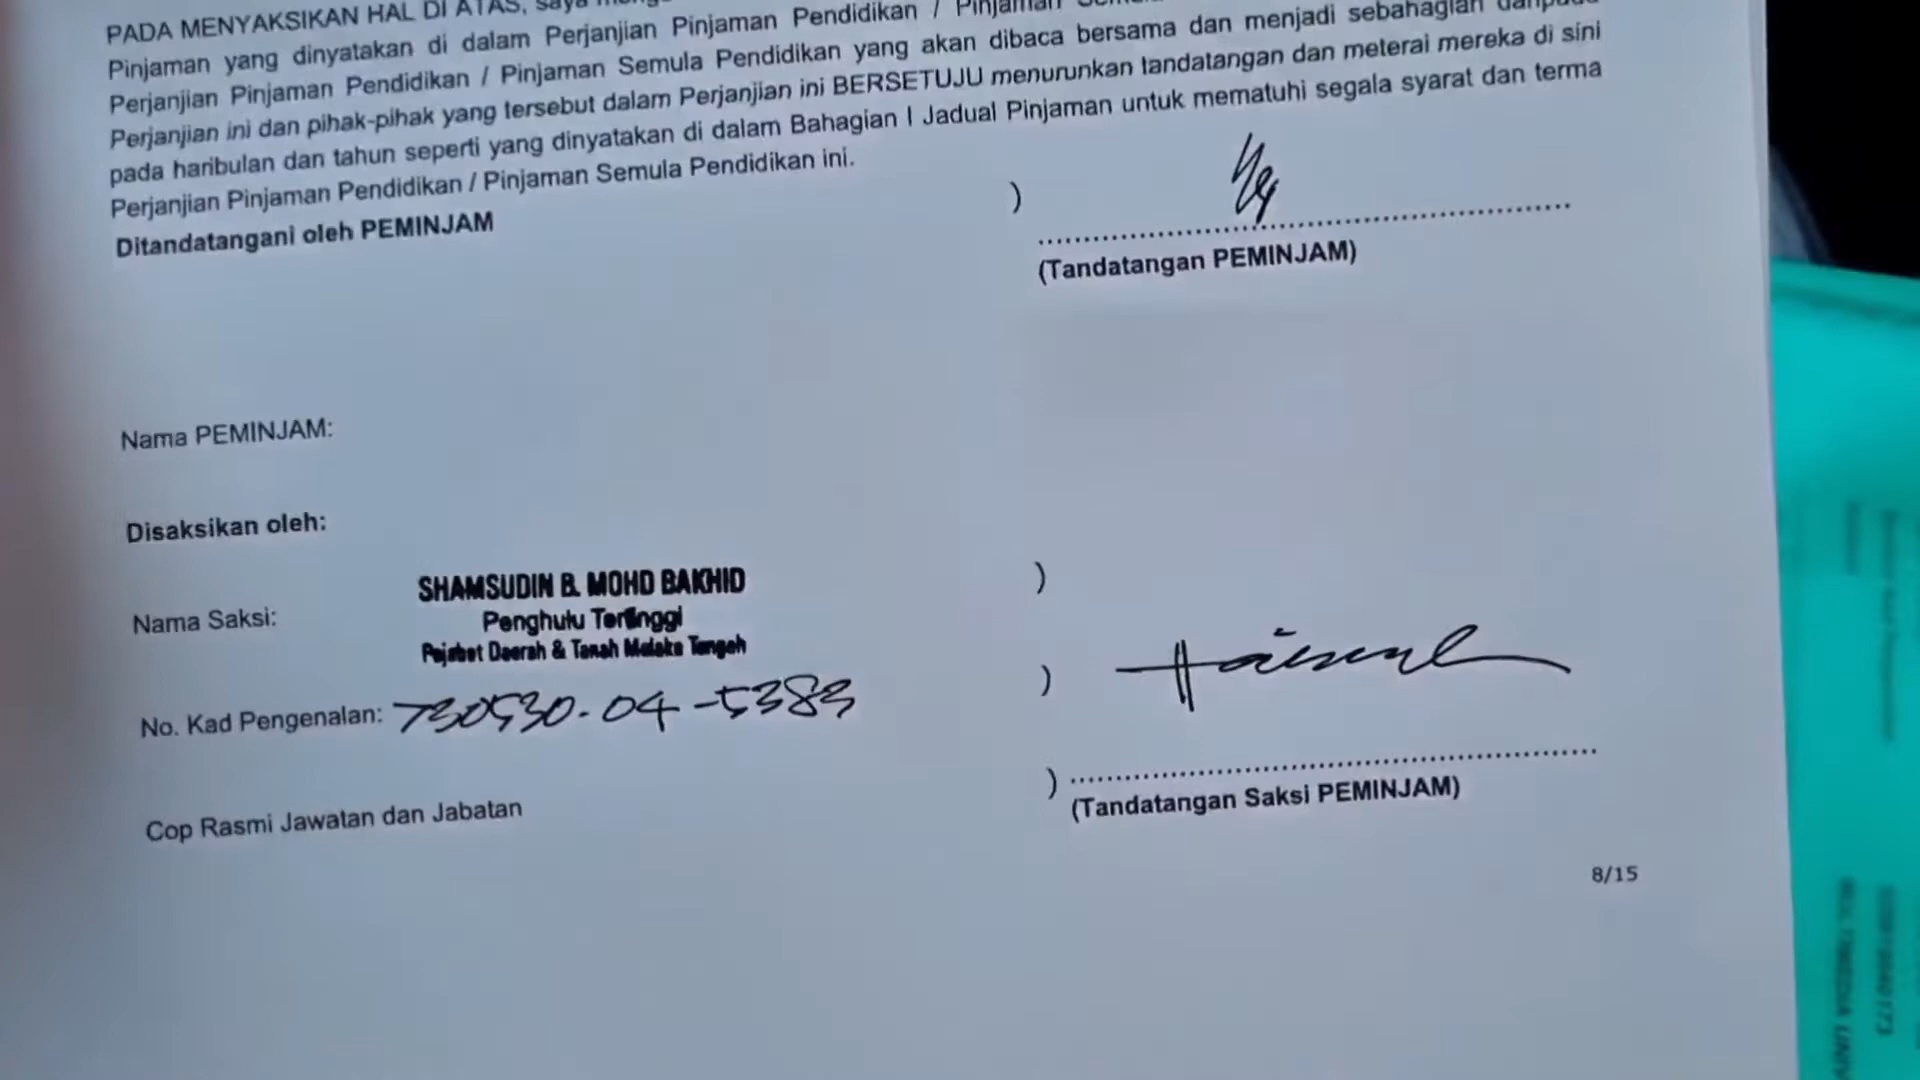 PADA MENYAKSIKAN HAL DI ATAS, saya
Pinjaman yang dinyatakan di dalam Perjanjian Pinjaman Pendidikan / Pinjaman
Perjanjian Pinjaman Pendidikan / Pinjaman Semula Pendidikan yang akan dibaca bersama dan menjadi sebahagian daripada
Perjanjian ini dan pihak-pihak yang tersebut dalam Perjanjian ini BERSETUJU menurunkan tandatangan dan meterai mereka di sini
pada haribulan dan tahun seperti yang dinyatakan di dalam Bahagian I Jadual Pinjaman untuk mematuhi segala syarat dan terma
Perjanjian Pinjaman Pendidikan / Pinjaman Semula Pendidikan ini.
Ditandatangani oleh PEMINJAM )
(Tandatangan PEMINJAM)
Nama PEMINJAM:
Disaksikan oleh:
SHAMSUDIN B. MOHD BAKHID )
Nama Saksi: Penghulu Tertinggi
Pejabat Daerah & Tanah Melaka Tengah
No. Kad Pengenalan: 730530-04-5383 )
)
Cop Rasmi Jawatan dan Jabatan (Tandatangan Saksi PEMINJAM)
8/15